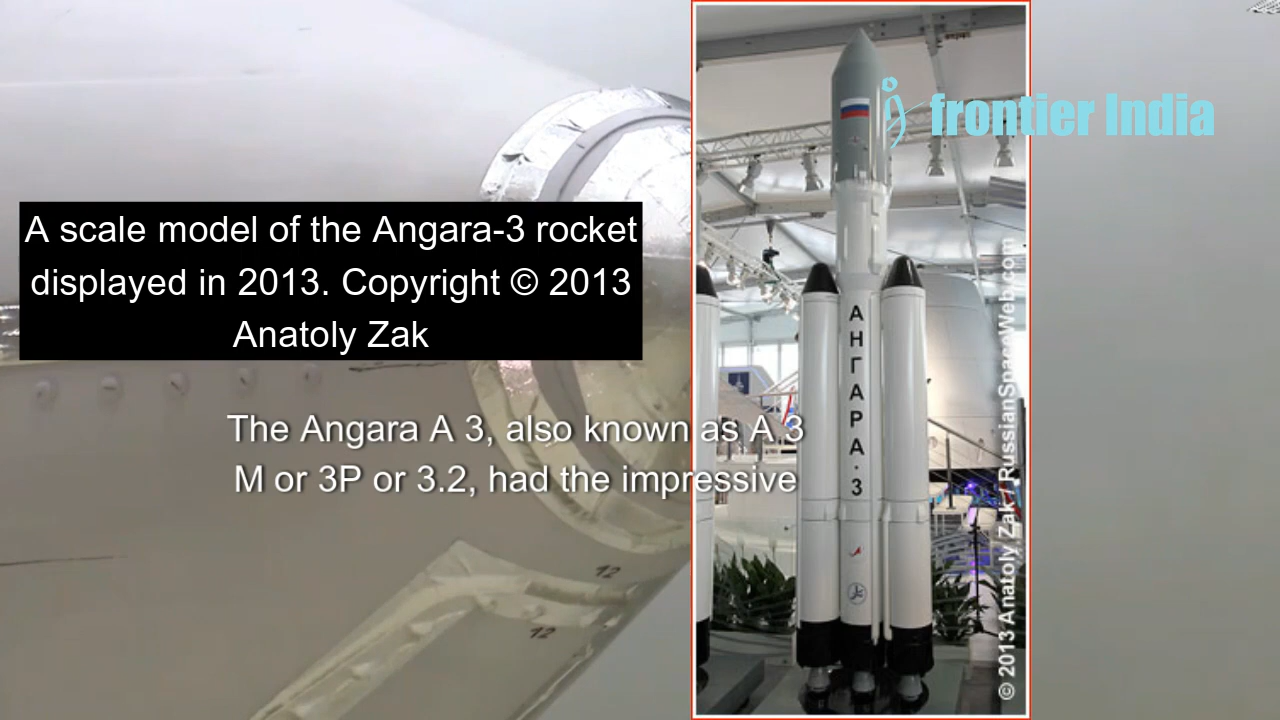 frontier India
A scale model of the Angara-3 rocket
displayed in 2013. Copyright © 2013
Anatoly Zak
АНГАРА·3
The Angara A 3, also known as A 3
M or 3P or 3.2, had the impressive
© 2013 Anatoly Zak / RussianSpaceWeb.com
12
12